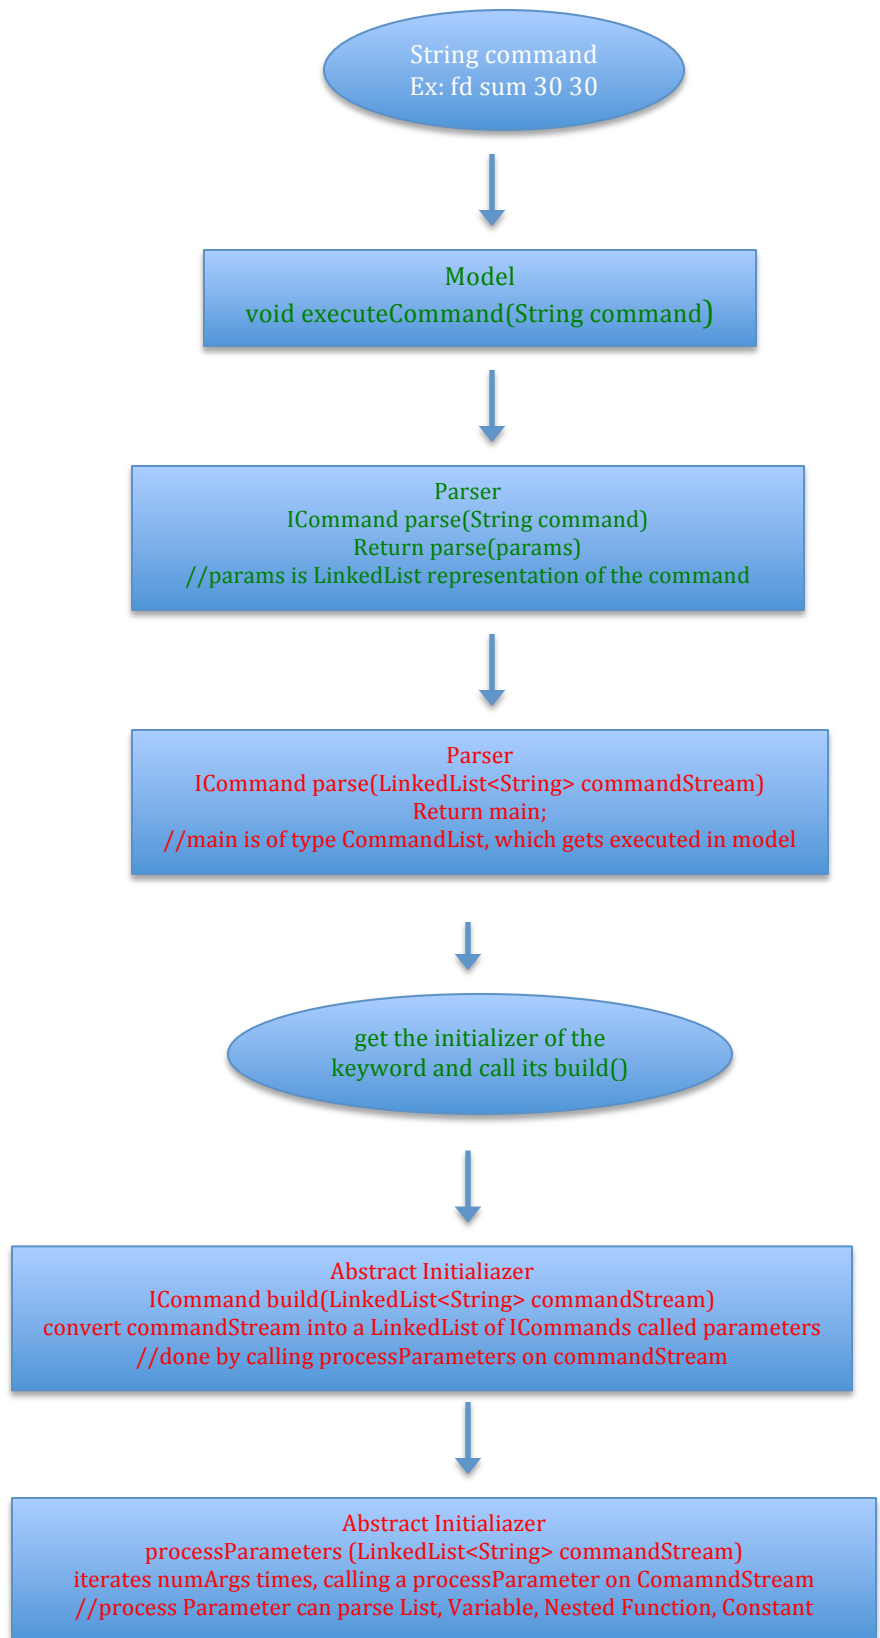 String command
Ex: fd sum 30 30
Model
void executeCommand(String command)
Parser
ICommand parse(String command)
Return parse(params)
//params is LinkedList representation of the command
Parser
ICommand parse(LinkedList<String> commandStream)
Return main;
//main is of type CommandList, which gets executed in model
get the initializer of the
keyword and call its build()
Abstract Initialiazer
ICommand build(LinkedList<String> commandStream)
convert commandStream into a LinkedList of ICommands called parameters
//done by calling processParameters on commandStream
Abstract Initialiazer
processParameters (LinkedList<String> commandStream)
iterates numArgs times, calling a processParameter on ComamndStream
//process Parameter can parse List, Variable, Nested Function, Constant